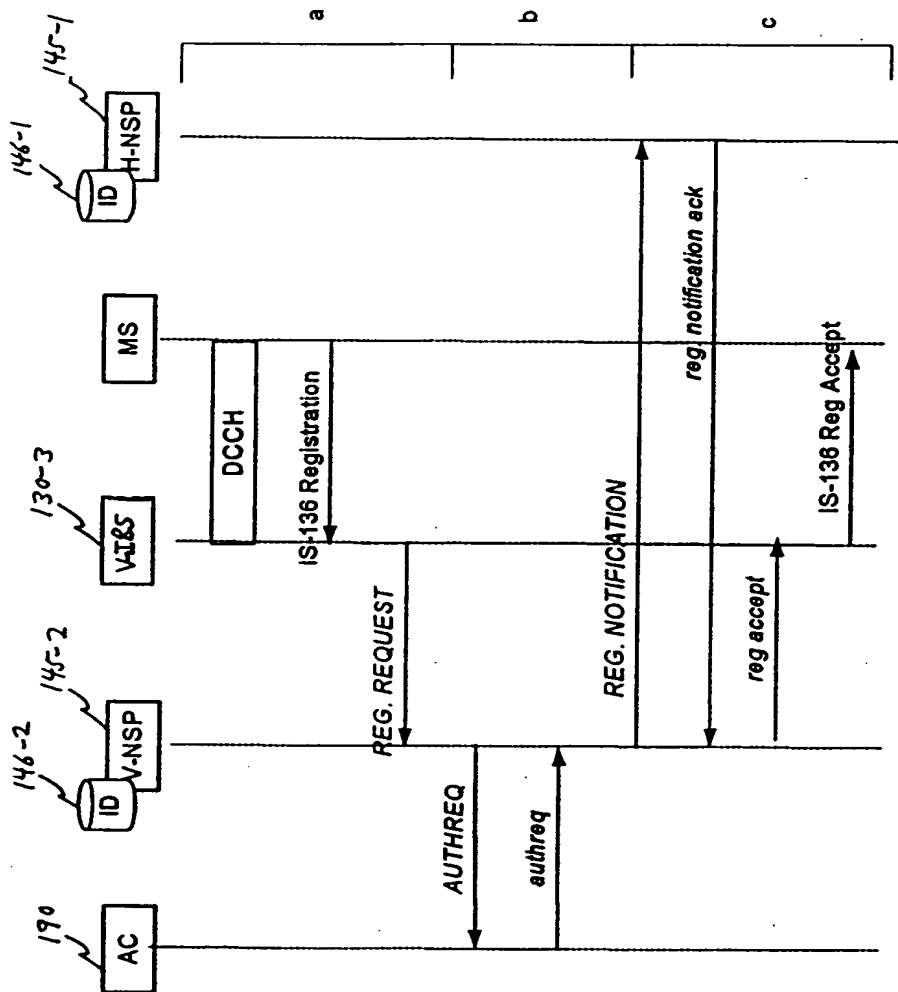 190
AC
146-2
145-2
ID
V-NSP
130-3
MS
146-1
145-1
ID
H-NSP
DCCH
IS-136 Registration
REG. REQUEST
AUTHREQ
authreq
REG. NOTIFICATION
reg. notification ack
reg accept
IS-136 Reg Accept
a
b
c